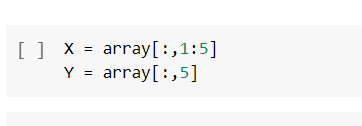 [ ] X = array[:,1:5]
Y = array[:,5]